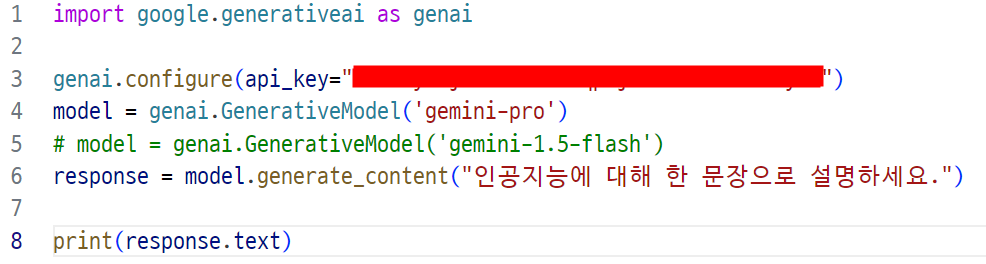 1 import google.generativeai as genai
2
3 genai.configure(api_key="")
4 model = genai.GenerativeModel('gemini-pro')
5 # model = genai.GenerativeModel('gemini-1.5-flash')
6 response = model.generate_content("인공지능에 대해 한 문장으로 설명하세요.")
7
8 print(response.text)